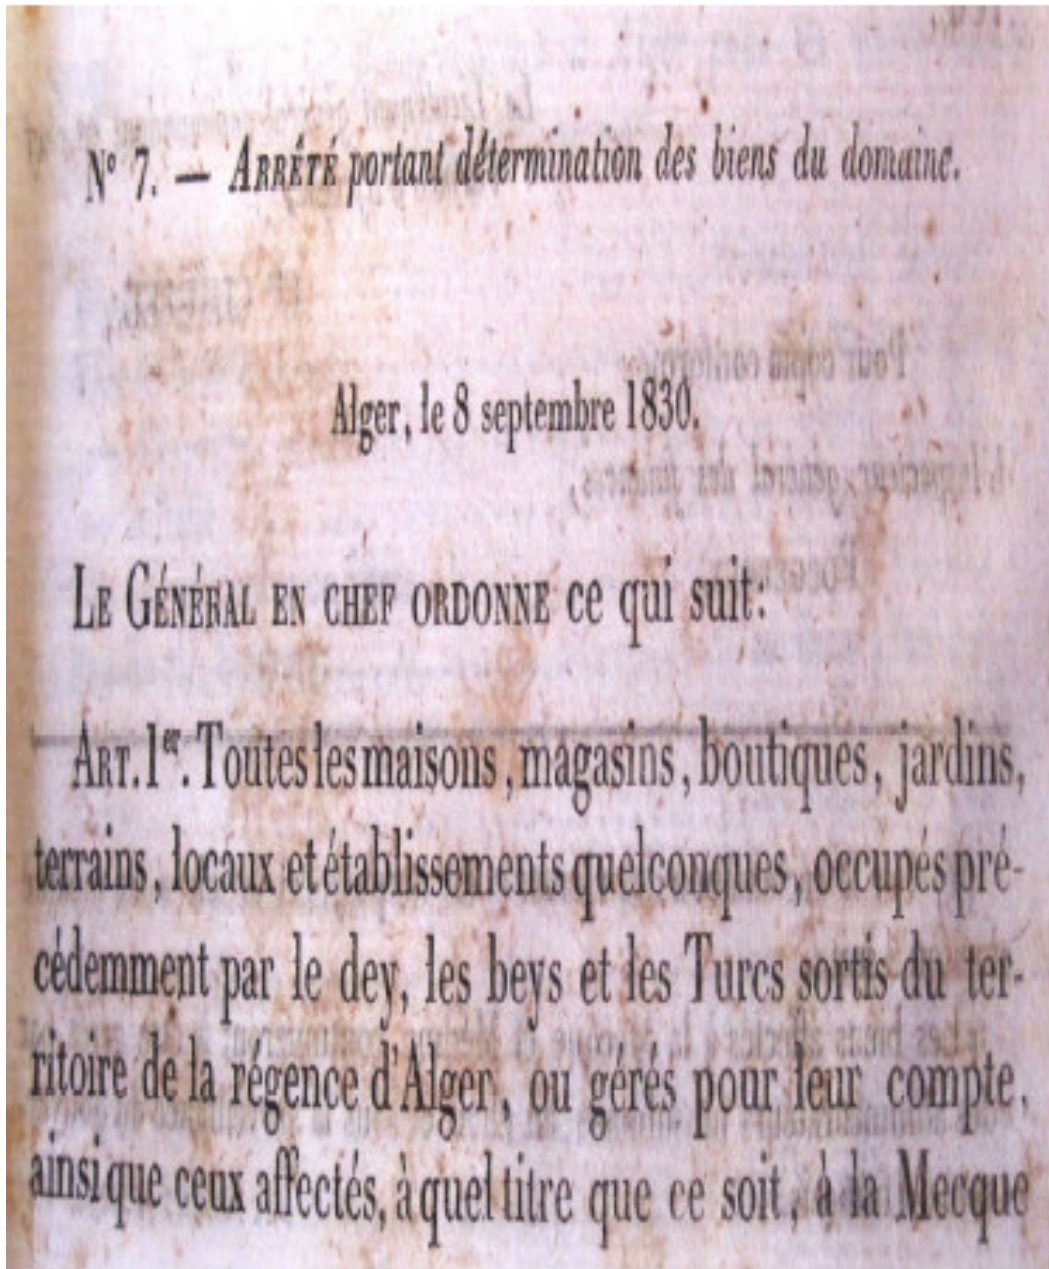 N° 7. — ARRÊTÉ portant détermination des biens du domaine.
Alger, le 8 septembre 1830.
LE GÉNÉRAL EN CHEF ORDONNE ce qui suit:
ART. 1er. Toutes les maisons, magasins, boutiques, jardins,
terrains, locaux et établissements quelconques, occupés pré-
cédemment par le dey, les beys et les Turcs sortis du ter-
ritoire de la régence d'Alger, ou gérés pour leur compte,
ainsi que ceux affectés, à quel titre que ce soit, à la Mecque